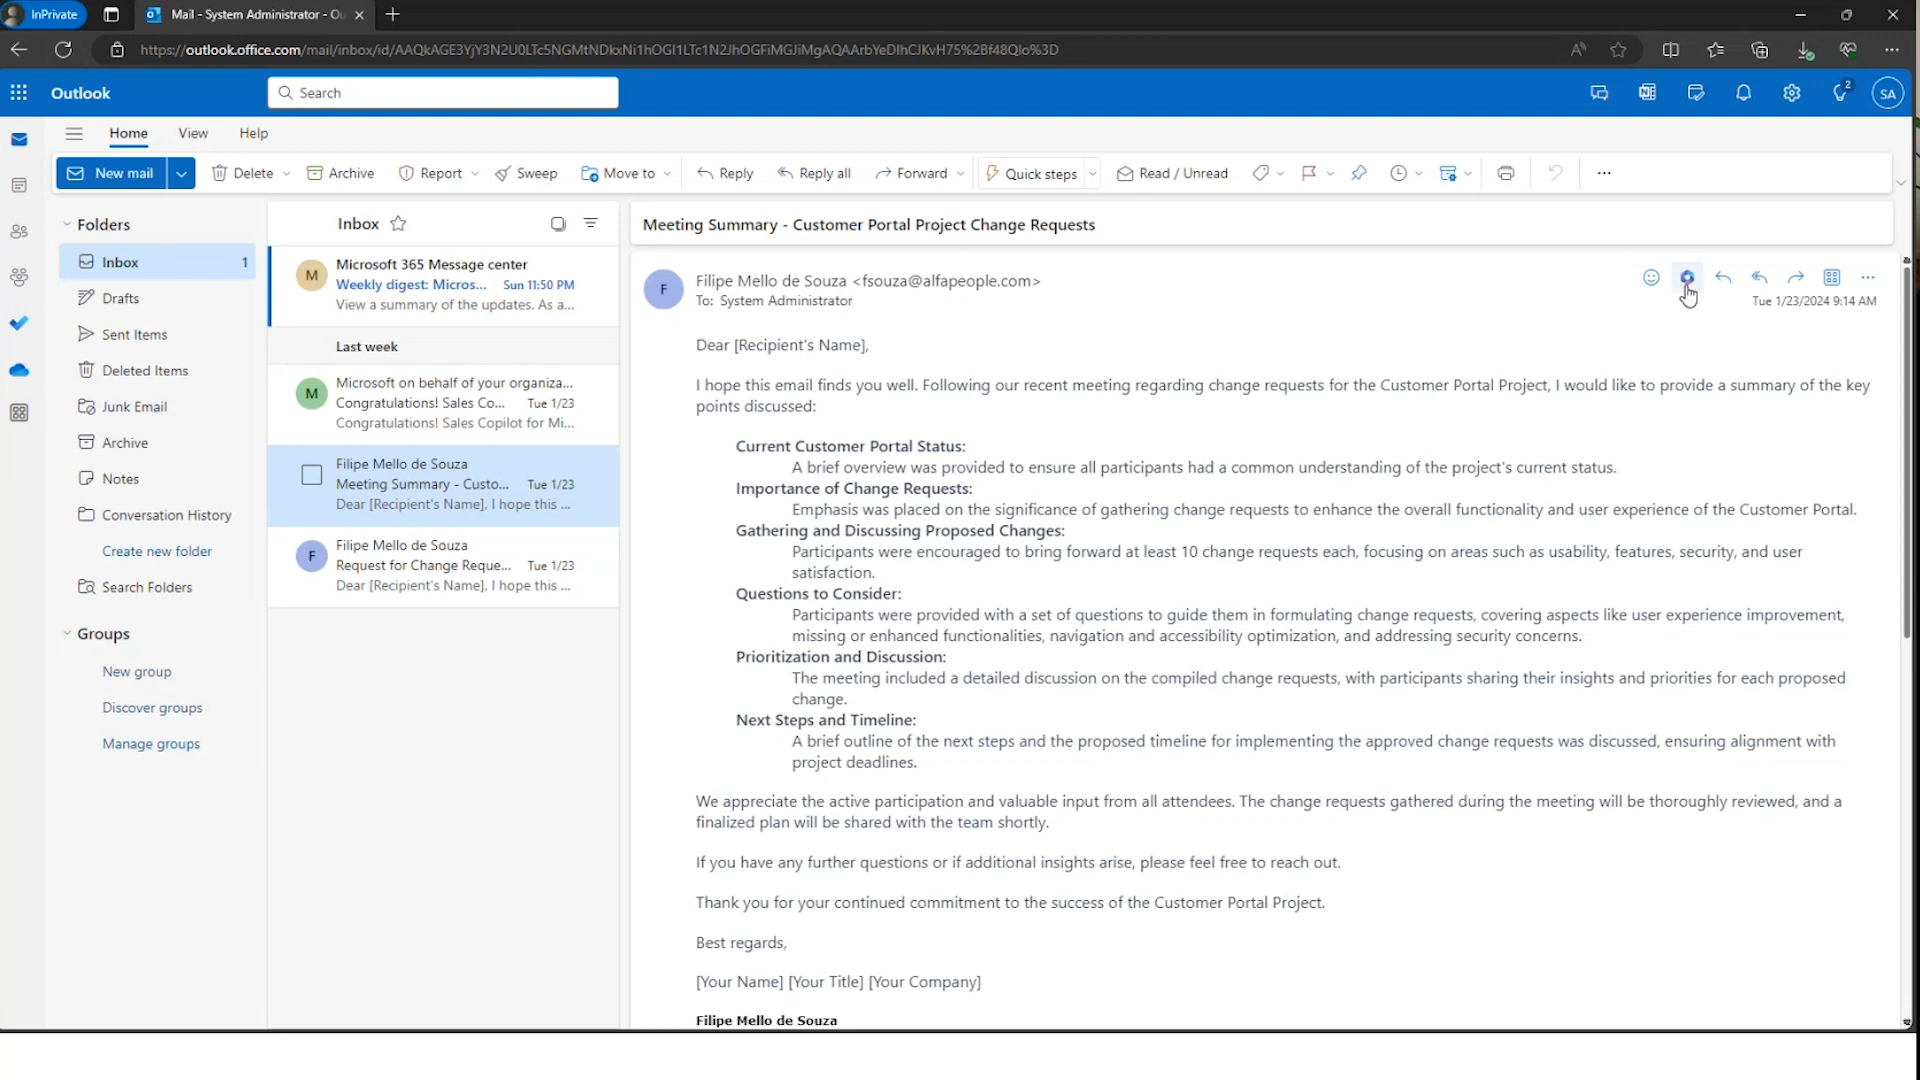 InPrivate
Mail - System Administrator - Ou
https://outlook.office.com/mail/inbox/id/AAQkAGE3YjY3N2U0LTc5NGMtNDkxNi1hOGI1LTc1N2JhOGFiMGJiMgAQAArbYeDIhCJKvH75%2Bf48QIo%3D
Outlook
Search
2
SA
Home View Help
New mail Delete Archive Report Sweep Move to Reply Reply all Forward Quick steps Read / Unread
Folders
Inbox 1
Drafts
Sent Items
Deleted Items
Junk Email
Archive
Notes
Conversation History
Create new folder
Search Folders
Groups
New group
Discover groups
Manage groups
Inbox
M
Microsoft 365 Message center
Weekly digest: Micros... Sun 11:50 PM
View a summary of the updates. As a...
Last week
M
Microsoft on behalf of your organiza...
Congratulations! Sales Co... Tue 1/23
Congratulations! Sales Copilot for Mi...
Filipe Mello de Souza
Meeting Summary - Custo... Tue 1/23
Dear [Recipient's Name], I hope this ...
F
Filipe Mello de Souza
Request for Change Reque... Tue 1/23
Dear [Recipient's Name], I hope this ...
Meeting Summary - Customer Portal Project Change Requests
F
Filipe Mello de Souza <fsouza@alfapeople.com>
To: System Administrator
Tue 1/23/2024 9:14 AM
Dear [Recipient's Name],
I hope this email finds you well. Following our recent meeting regarding change requests for the Customer Portal Project, I would like to provide a summary of the key
points discussed:
Current Customer Portal Status:
A brief overview was provided to ensure all participants had a common understanding of the project's current status.
Importance of Change Requests:
Emphasis was placed on the significance of gathering change requests to enhance the overall functionality and user experience of the Customer Portal.
Gathering and Discussing Proposed Changes:
Participants were encouraged to bring forward at least 10 change requests each, focusing on areas such as usability, features, security, and user
satisfaction.
Questions to Consider:
Participants were provided with a set of questions to guide them in formulating change requests, covering aspects like user experience improvement,
missing or enhanced functionalities, navigation and accessibility optimization, and addressing security concerns.
Prioritization and Discussion:
The meeting included a detailed discussion on the compiled change requests, with participants sharing their insights and priorities for each proposed
change.
Next Steps and Timeline:
A brief outline of the next steps and the proposed timeline for implementing the approved change requests was discussed, ensuring alignment with
project deadlines.
We appreciate the active participation and valuable input from all attendees. The change requests gathered during the meeting will be thoroughly reviewed, and a
finalized plan will be shared with the team shortly.
If you have any further questions or if additional insights arise, please feel free to reach out.
Thank you for your continued commitment to the success of the Customer Portal Project.
Best regards,
[Your Name] [Your Title] [Your Company]
Filipe Mello de Souza